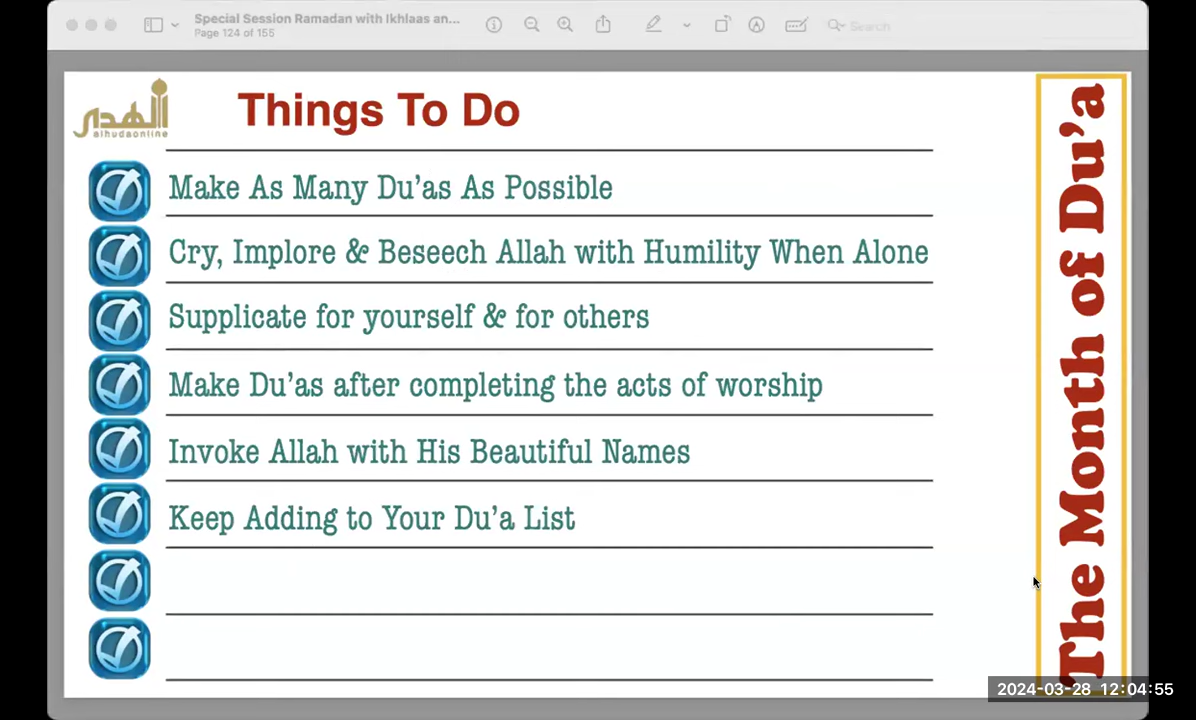 Special Session Ramadan with Ikhlaas an...
Page 124 of 155
Search
الهدى
alhudaonline
Things To Do
Make As Many Du’as As Possible
Cry, Implore & Beseech Allah with Humility When Alone
Supplicate for yourself & for others
Make Du’as after completing the acts of worship
Invoke Allah with His Beautiful Names
Keep Adding to Your Du’a List
The Month of Du’a
2024-03-28 12:04:55